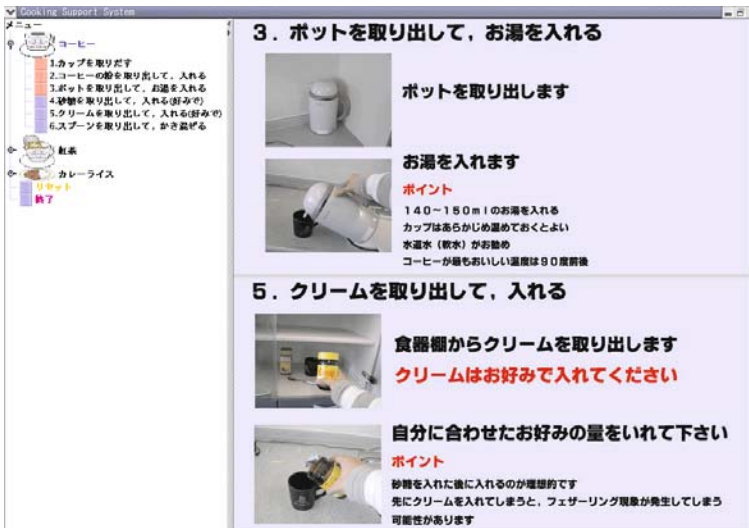 Cooking Support System
メニュー
コーヒー
1.カップを取りだす
2.コーヒーの粉を取り出して，入れる
3.ポットを取り出して，お湯を入れる
4.砂糖を取り出して，入れる(好みで)
5.クリームを取り出して，入れる(好みで)
6.スプーンを取り出して，かき混ぜる
紅茶
カレーライス
リセット
終了
3．ポットを取り出して，お湯を入れる
ポットを取り出します
お湯を入れます
ポイント
１４０～１５０ｍｌのお湯を入れる
カップはあらかじめ温めておくとよい
水道水（軟水）がお勧め
コーヒーが最もおいしい温度は９０度前後
5．クリームを取り出して，入れる
食器棚からクリームを取り出します
クリームはお好みで入れてください
自分に合わせたお好みの量をいれて下さい
ポイント
砂糖を入れた後に入れるのが理想的です
先にクリームを入れてしまうと，フェザーリング現象が発生してしまう
可能性があります